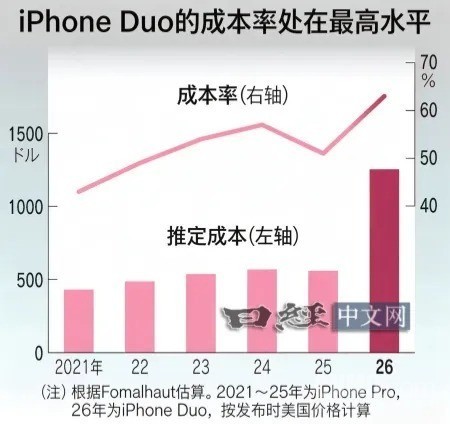 iPhone Duo的成本率处在最高水平
70
%
60
50
40
成本率(右轴)
1500
ドル
1000
500
0
推定成本(左轴)
日经中文网
2021年 22 23 24 25 26
(注) 根据Fomalhaut估算。2021～25年为iPhone Pro,
26年为iPhone Duo, 按发布时美国价格计算